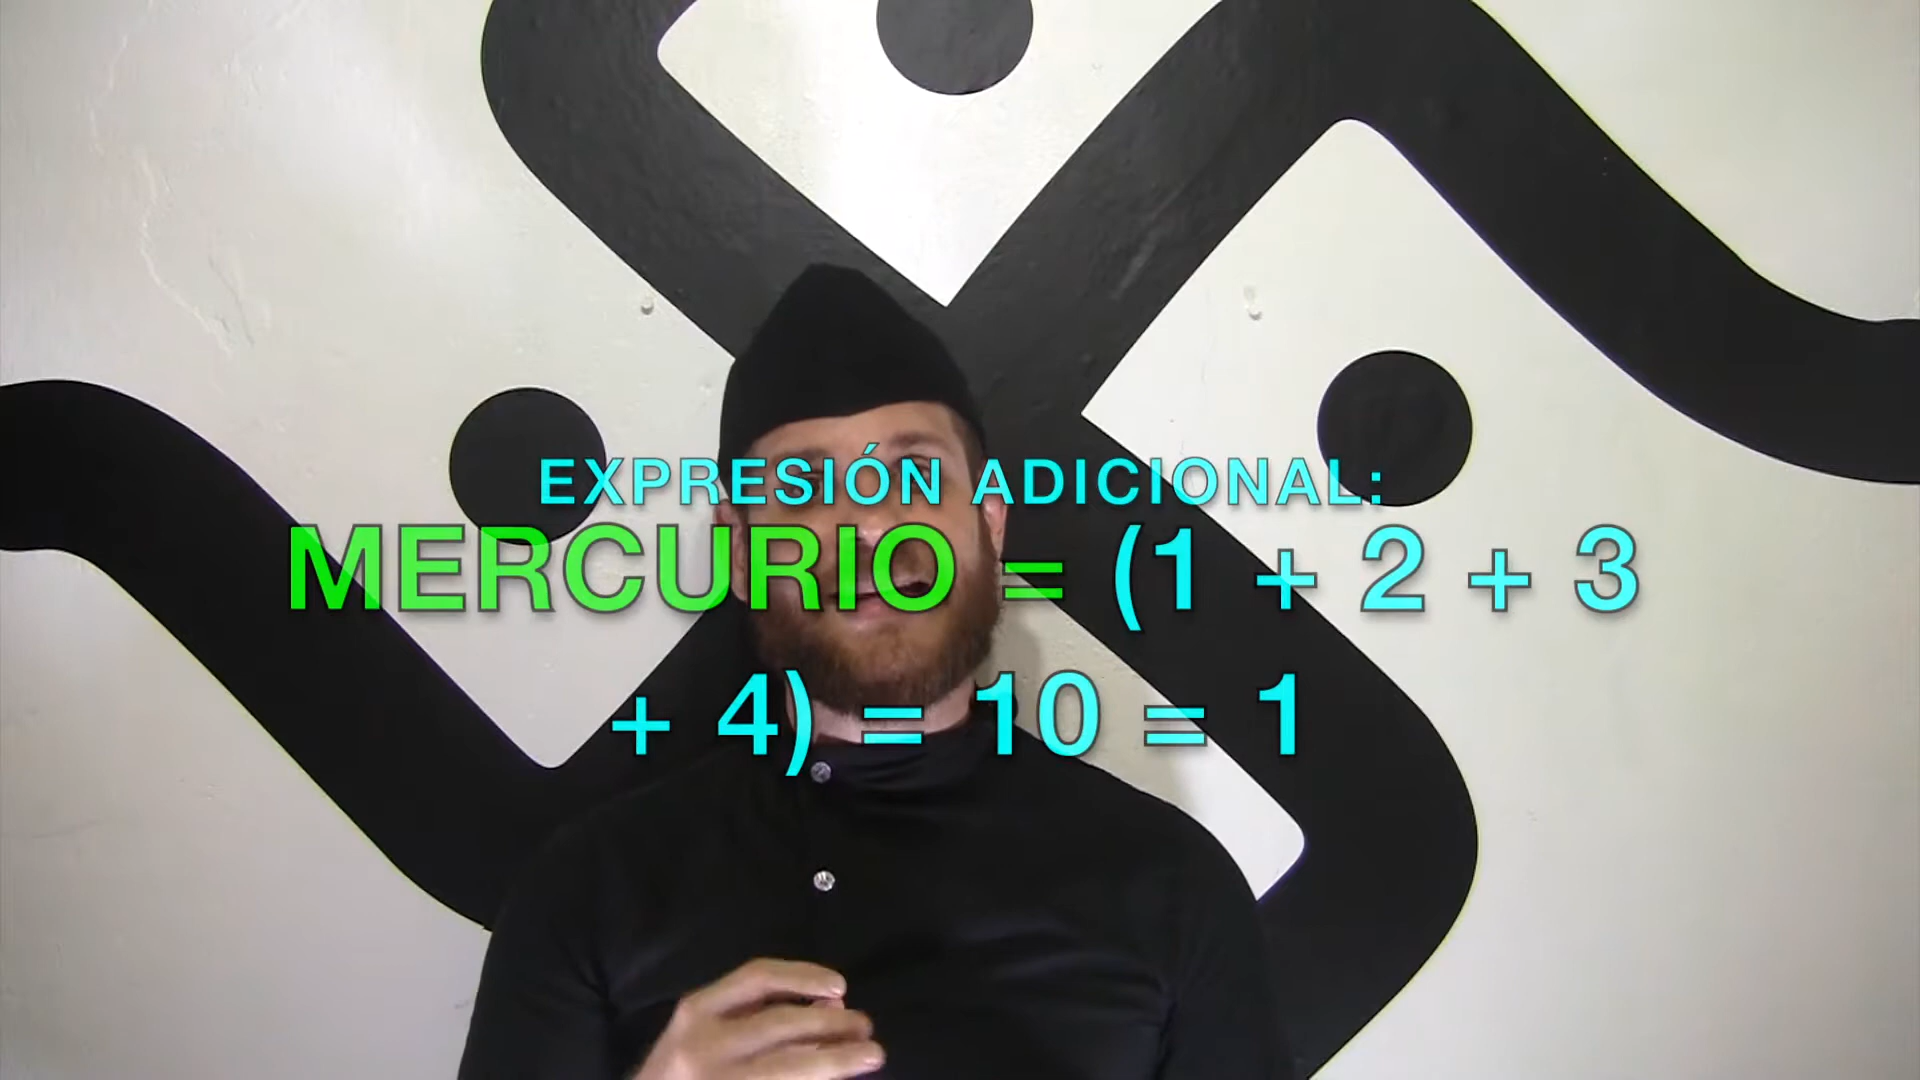 EXPRESIÓN ADICIONAL:
MERCURIO = (1 + 2 + 3
+ 4) = 10 = 1